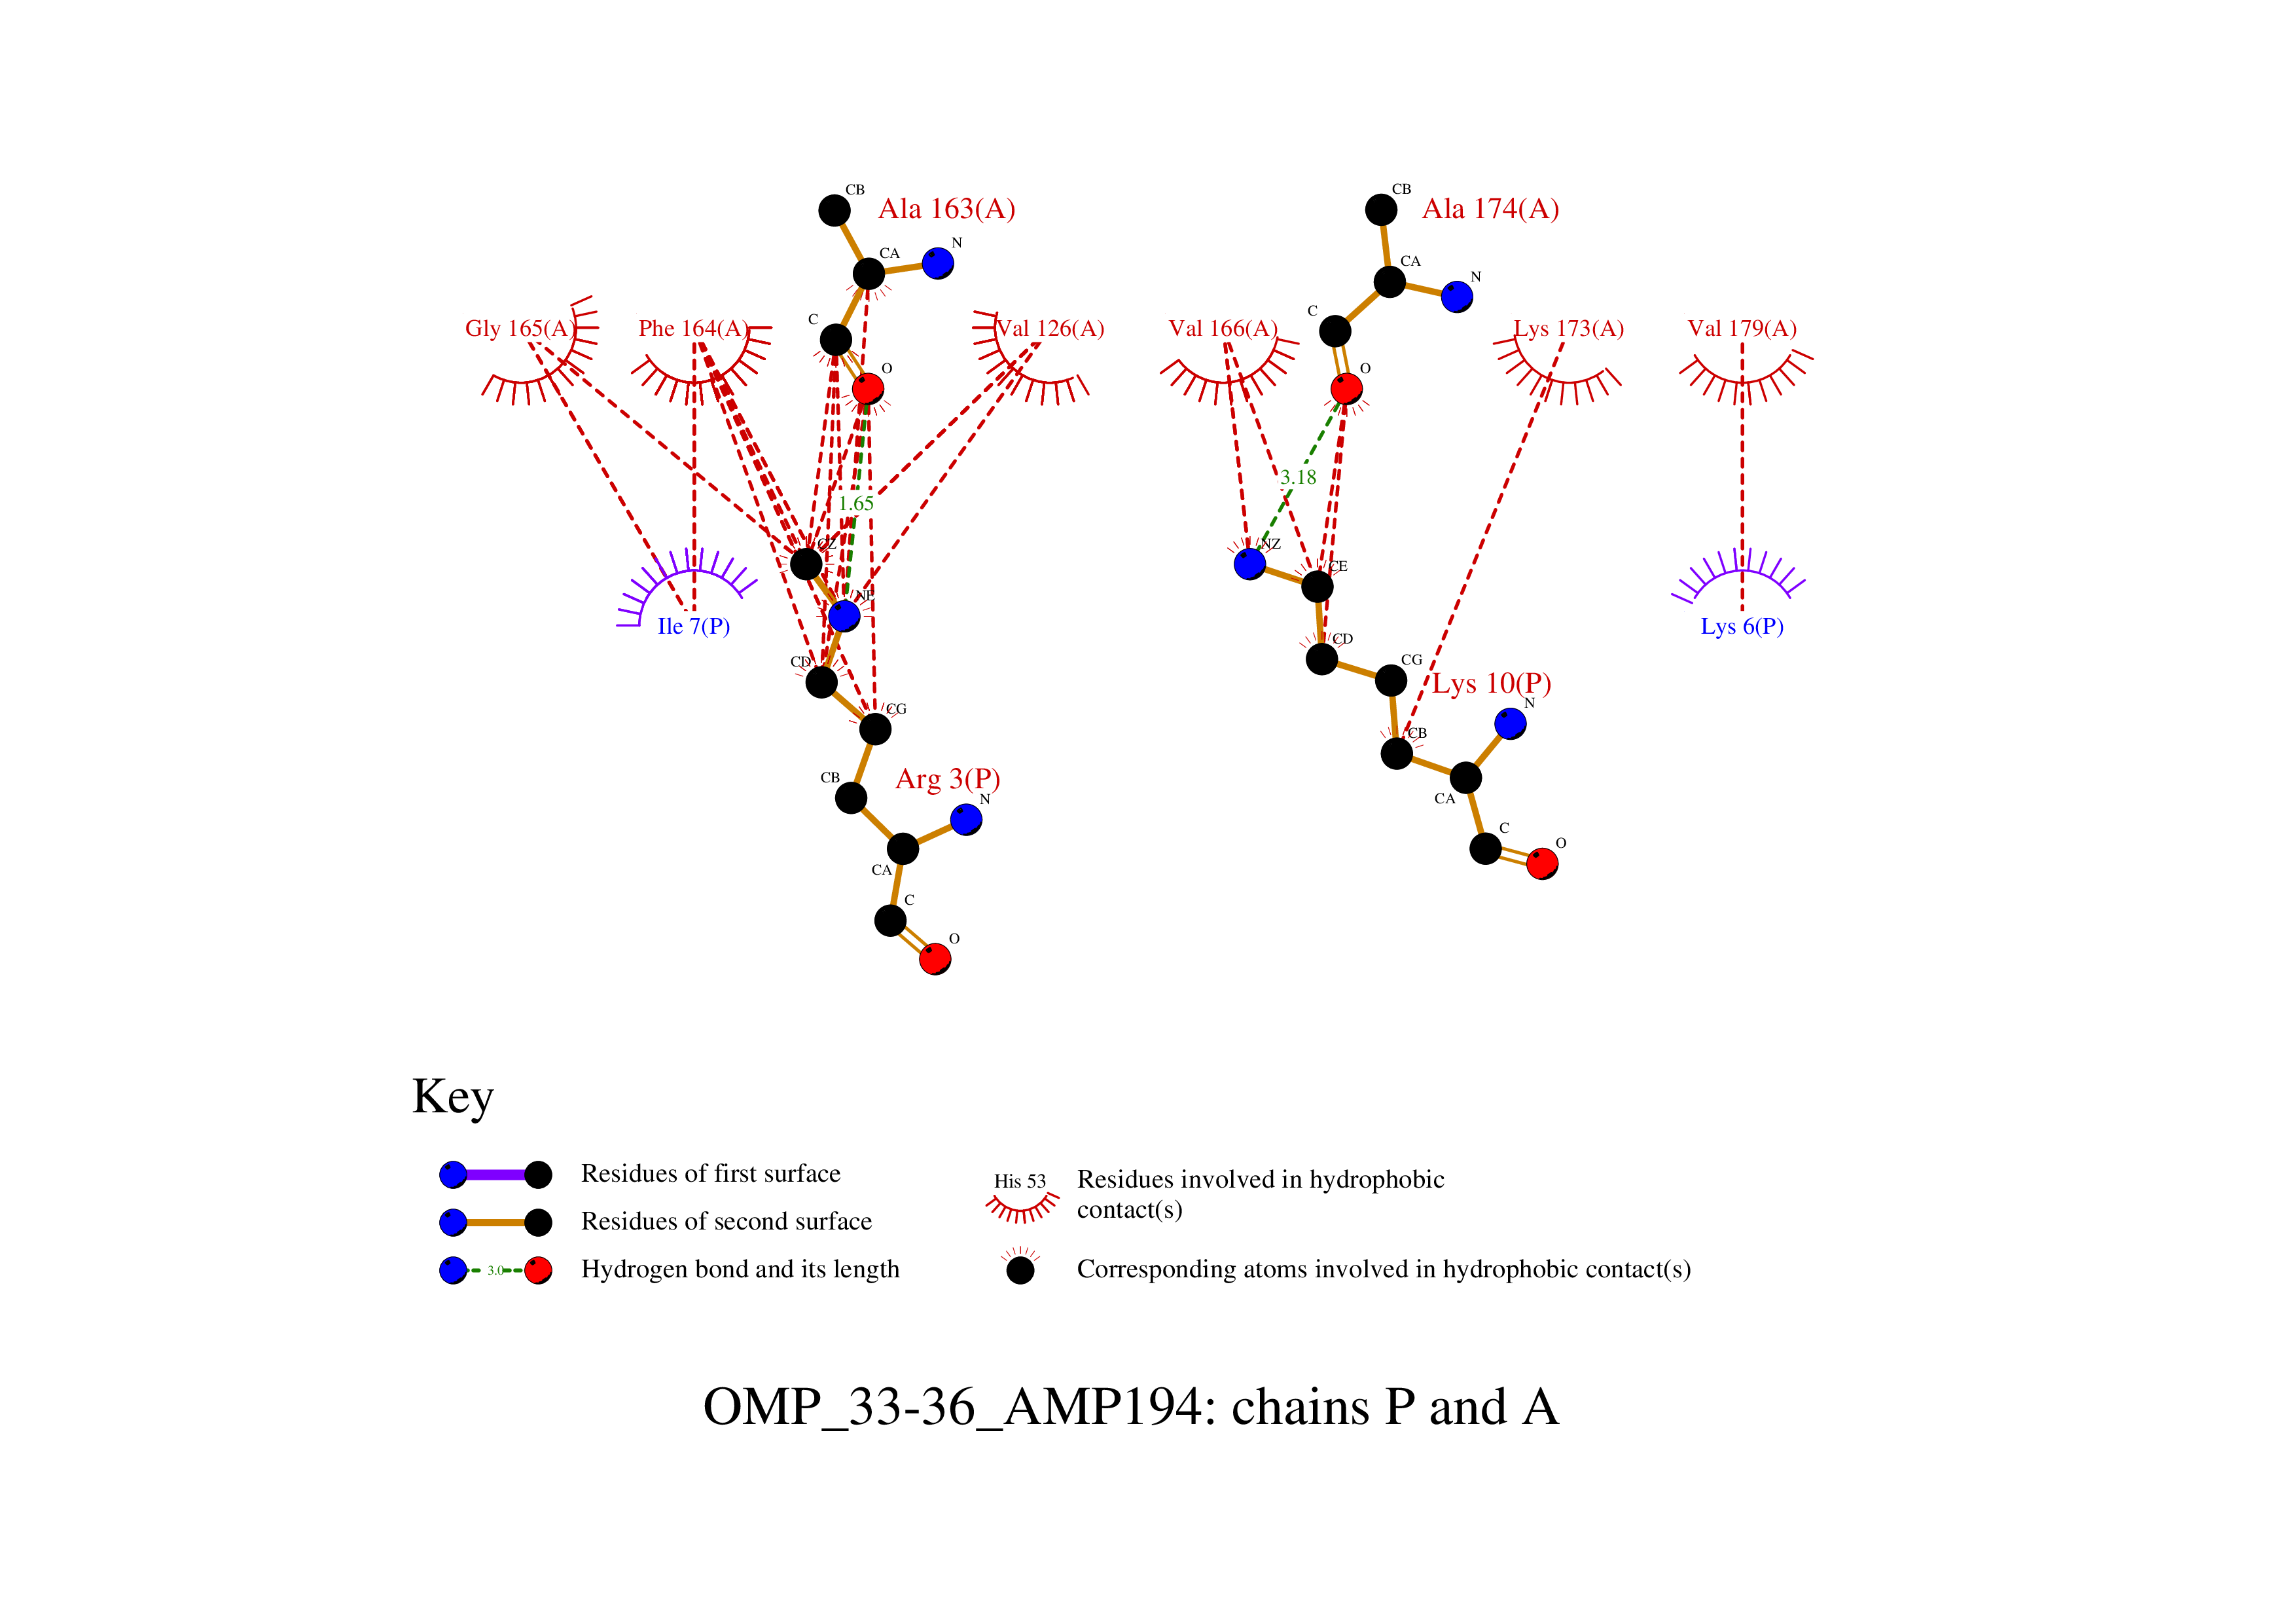 CB
Ala 163(A)
N
CA
C
O
CB
Ala 174(A)
CA
N
C
O
Gly 165(A)
Phe 164(A)
Val 126(A)
Val 166(A)
Lys 173(A)
Val 179(A)
3.18
1.65
CZ
NE
Ile 7(P)
CD
CG
CB
Arg 3(P)
N
CA
C
O
NZ
CE
CD
CG
Lys 10(P)
N
CB
CA
C
O
Lys 6(P)
Key
Residues of first surface
Residues of second surface
3.0
Hydrogen bond and its length
His 53
Residues involved in hydrophobic
contact(s)
Corresponding atoms involved in hydrophobic contact(s)
OMP_33-36_AMP194: chains P and A